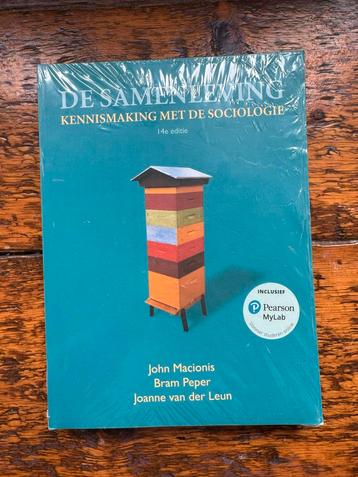 DE SAMENLEVING
KENNISMAKING MET DE SOCIOLOGIE
14e editie
INCLUSIEF
Pearson
MyLab
online
John Macionis
Bram Peper
Joanne van der Leun